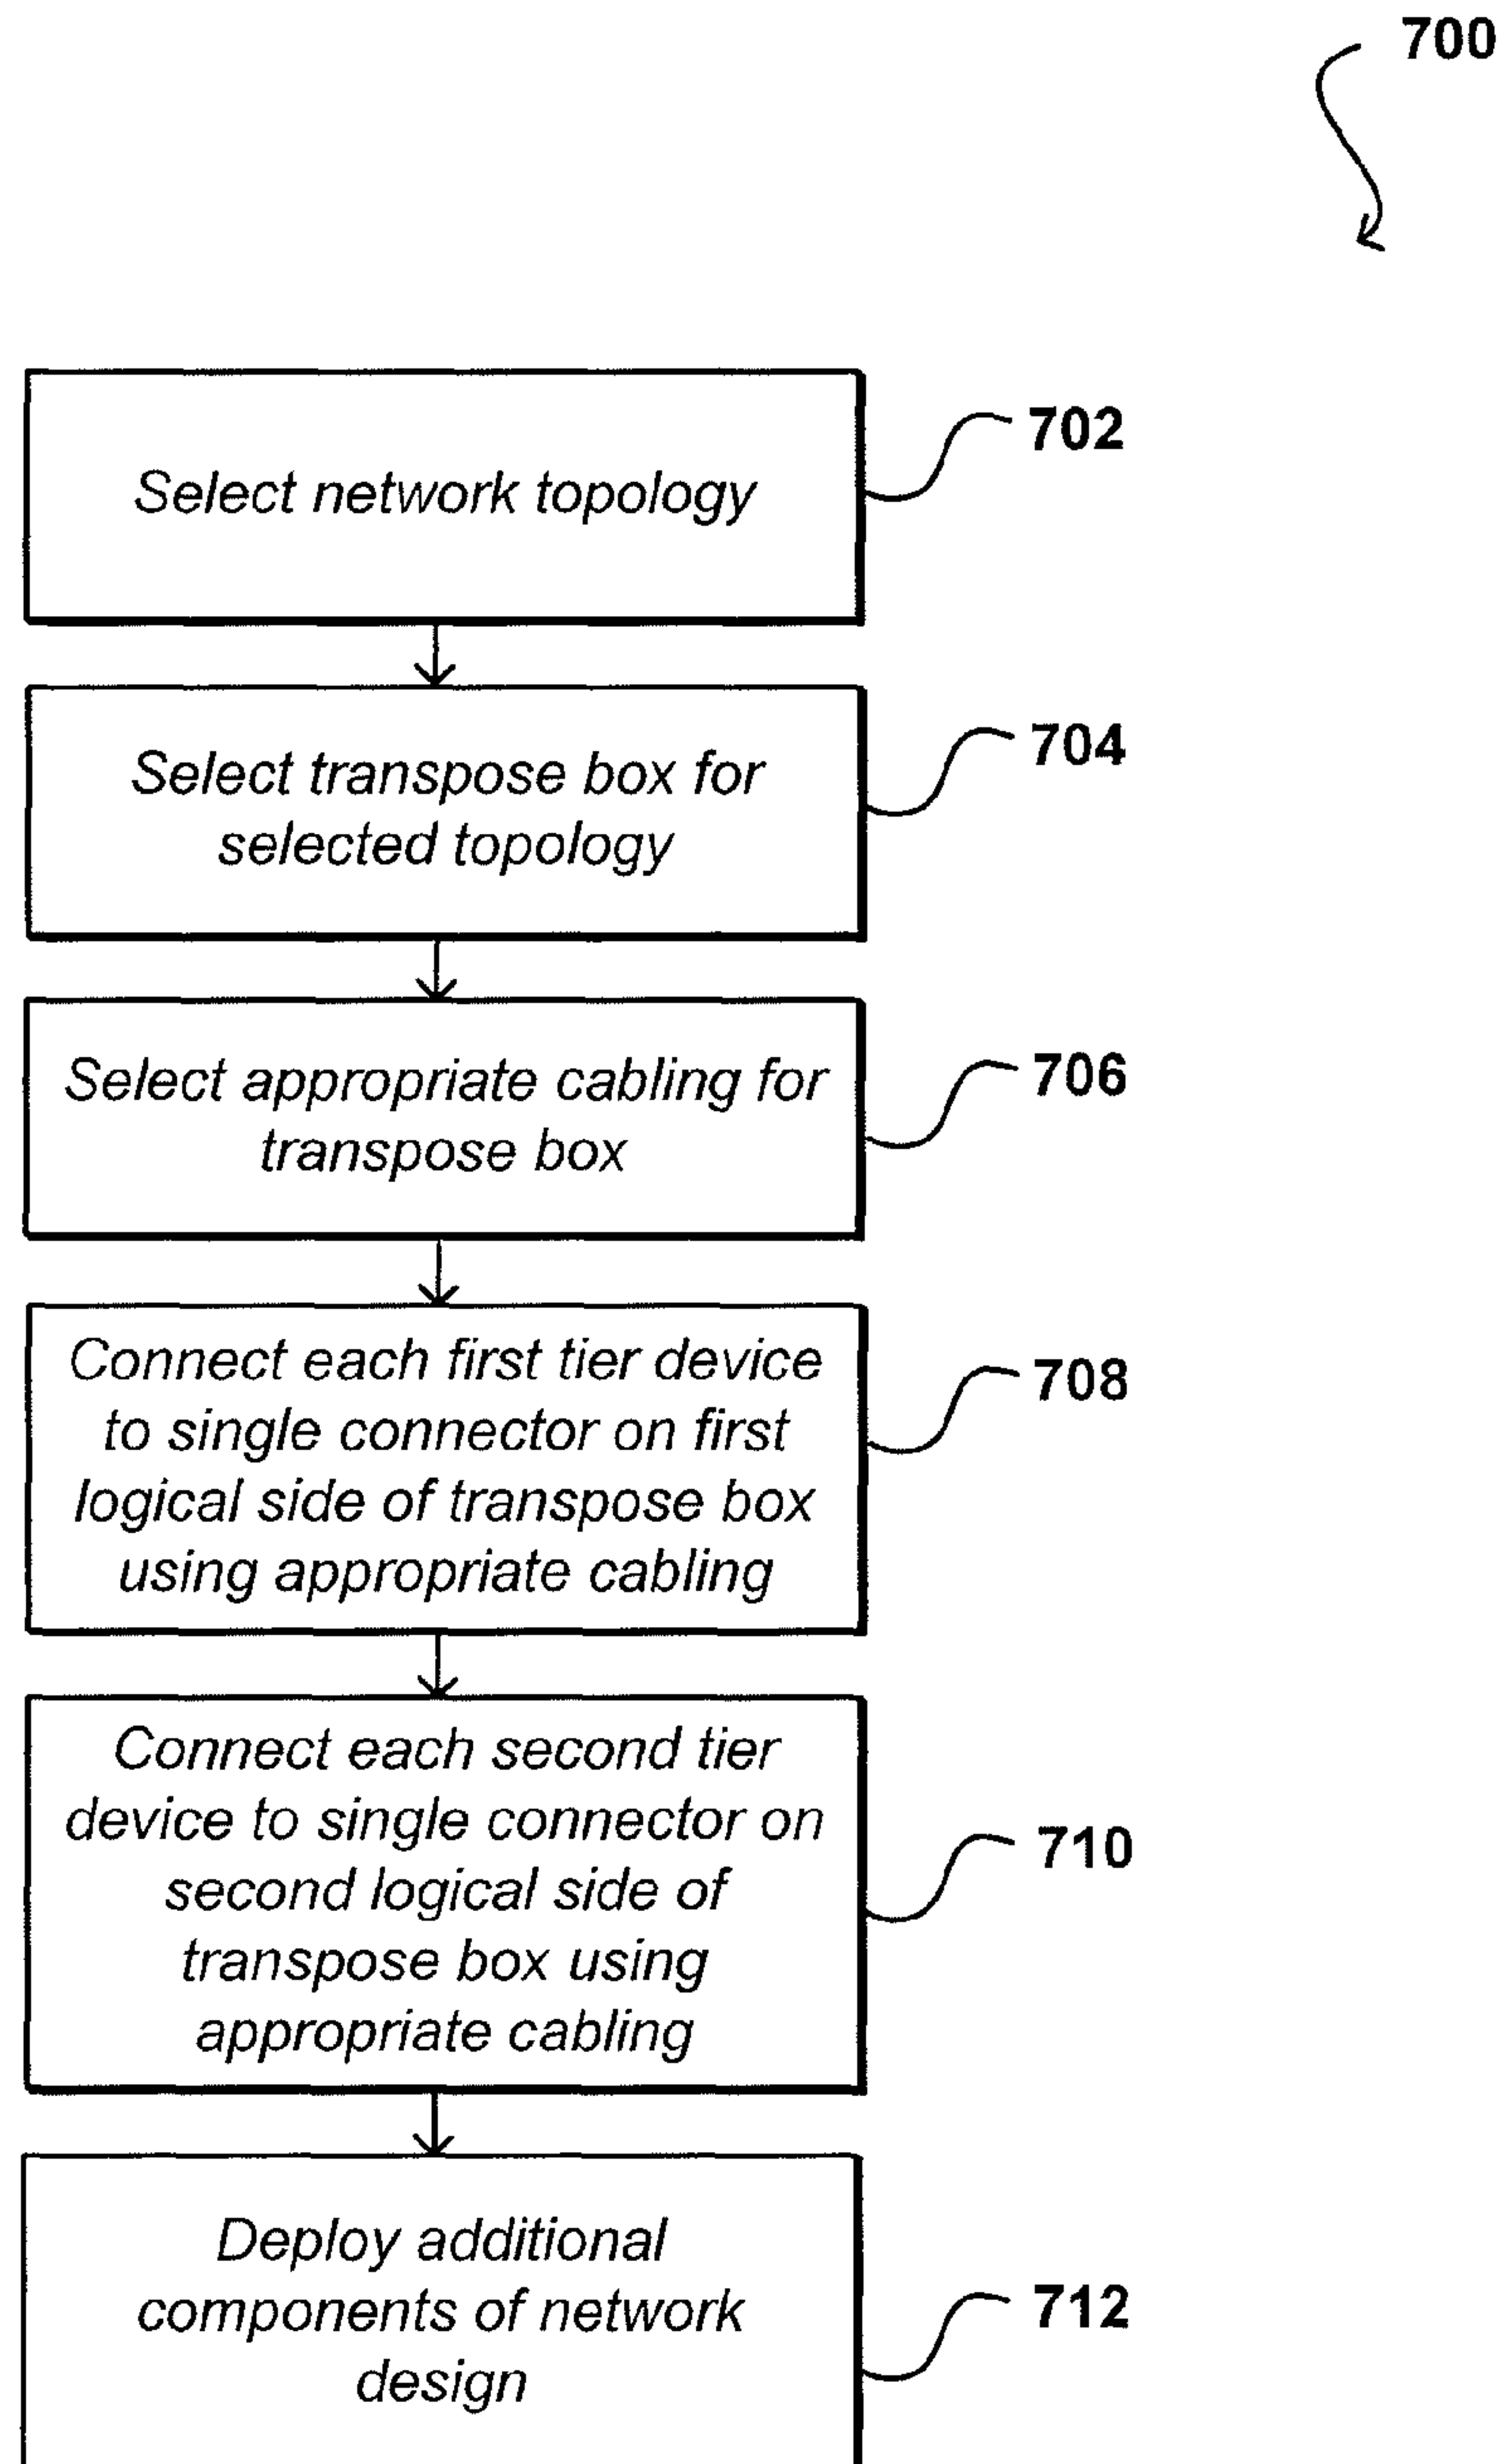 700
Select network topology
702
Select transpose box for
selected topology
704
Select appropriate cabling for
transpose box
706
Connect each first tier device
to single connector on first
logical side of transpose box
using appropriate cabling
708
Connect each second tier
device to single connector on
second logical side of
transpose box using
appropriate cabling
710
Deploy additional
components of network
design
712